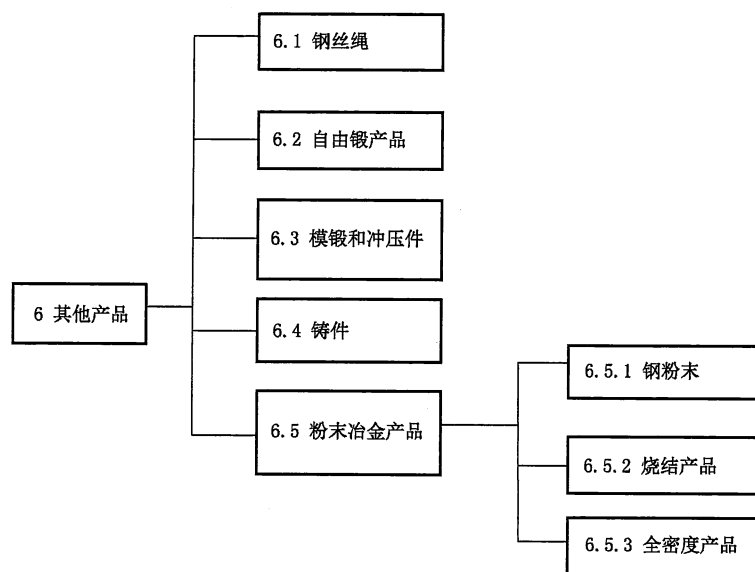 6.1 钢丝绳
6.2 自由锻产品
6.3 模锻和冲压件
6 其他产品
6.4 铸件
6.5 粉末冶金产品
6.5.1 钢粉末
6.5.2 烧结产品
6.5.3 全密度产品